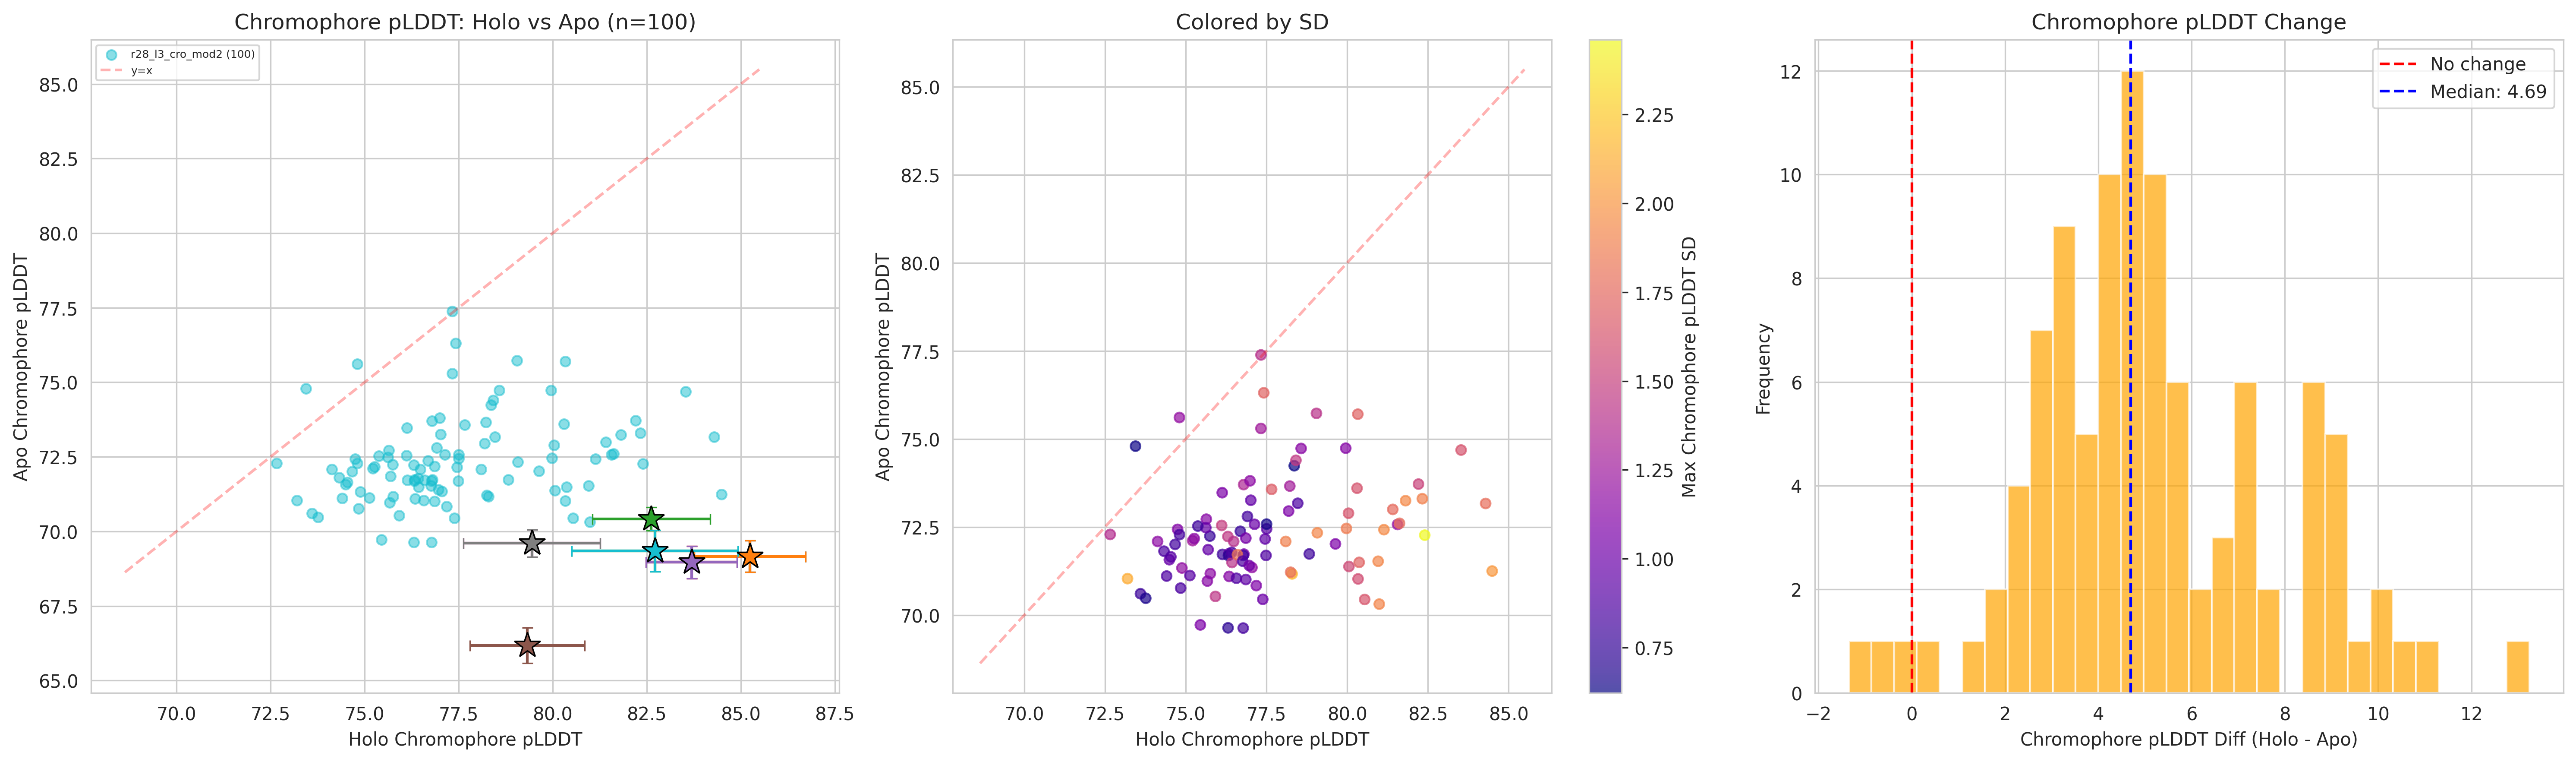 Chromophore pLDDT: Holo vs Apo (n=100)
r28_l3_cro_mod2 (100)
y=x
85.0
82.5
80.0
77.5
75.0
72.5
70.0
67.5
65.0
Apo Chromophore pLDDT
70.0 72.5 75.0 77.5 80.0 82.5 85.0 87.5
Holo Chromophore pLDDT
Colored by SD
85.0
82.5
80.0
77.5
75.0
72.5
70.0
Apo Chromophore pLDDT
70.0 72.5 75.0 77.5 80.0 82.5 85.0
Holo Chromophore pLDDT
2.25
2.00
1.75
1.50
1.25
1.00
0.75
Max Chromophore pLDDT SD
Chromophore pLDDT Change
No change
Median: 4.69
12
10
8
6
4
2
0
Frequency
−2 0 2 4 6 8 10 12
Chromophore pLDDT Diff (Holo - Apo)